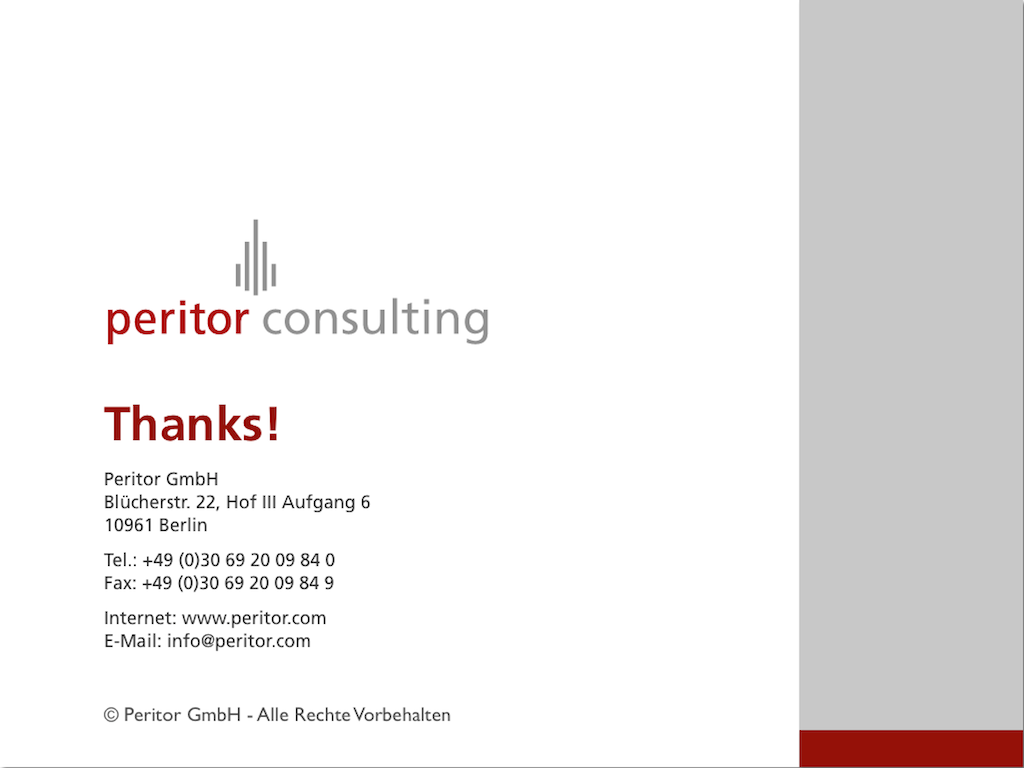 peritor consulting
Thanks!
Peritor GmbH
Blücherstr. 22, Hof III Aufgang 6
10961 Berlin
Tel.: +49 (0)30 69 20 09 84 0
Fax: +49 (0)30 69 20 09 84 9
Internet: www.peritor.com
E-Mail: info@peritor.com
© Peritor GmbH - Alle Rechte Vorbehalten